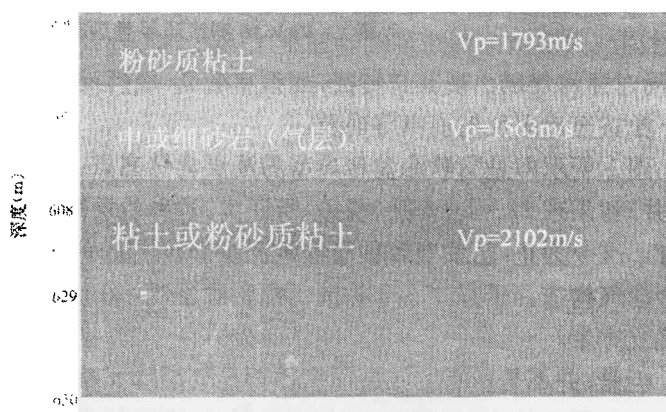 粉砂质粘土 Vp=1793m/s
中或细砂岩（气层） Vp=1563m/s
深度(m)
608
粘土或粉砂质粘土 Vp=2102m/s
629